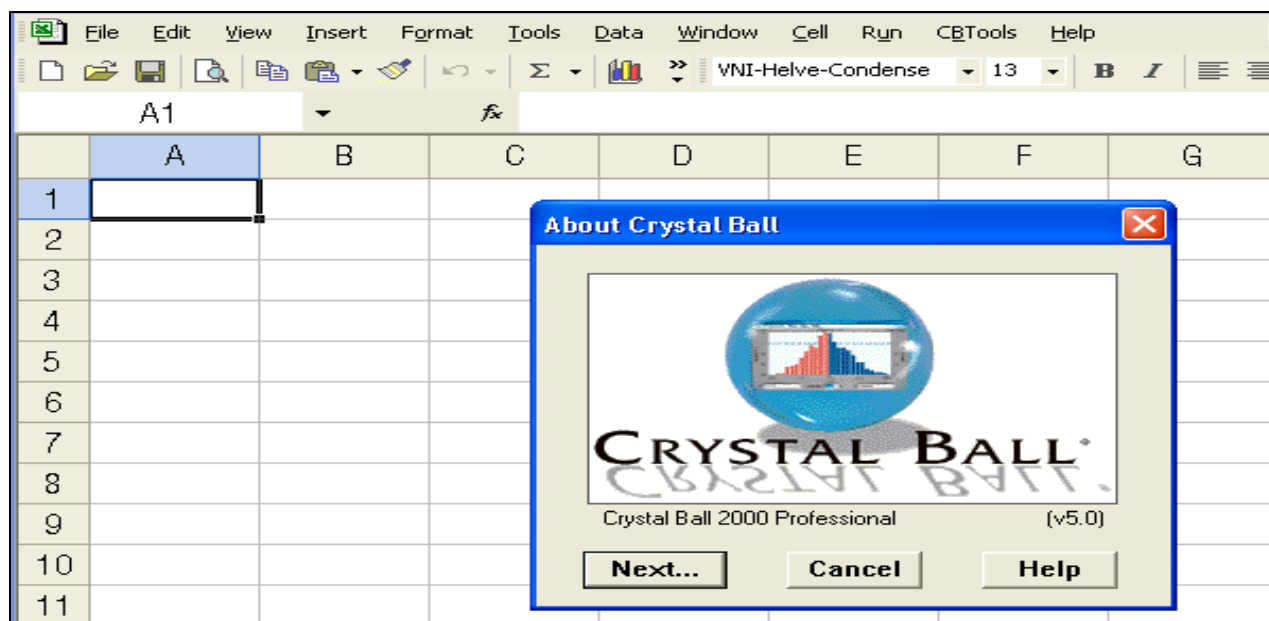 File Edit View Insert Format Tools Data Window Cell Run CBTools Help
Σ VNI-Helve-Condense 13 B I
A1 fx
A B C D E F G
1
2
3
4
5
6
7
8
9
10
11
About Crystal Ball
CRYSTAL BALL
CRYSTAL BALL
Crystal Ball 2000 Professional (v5.0)
Next... Cancel Help